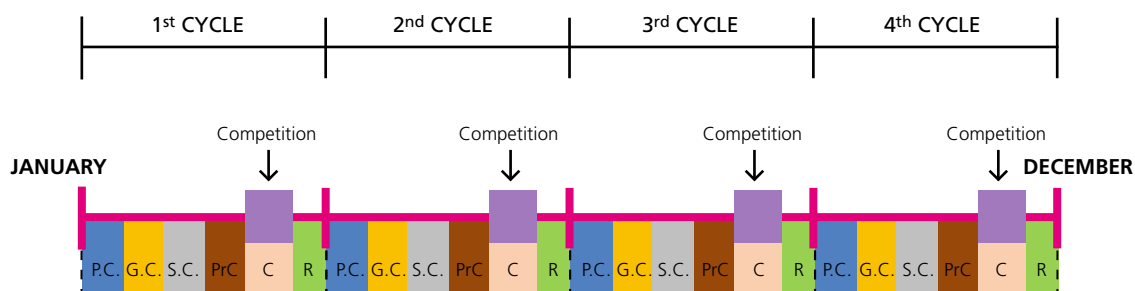 1st CYCLE 2nd CYCLE 3rd CYCLE 4th CYCLE
Competition Competition Competition Competition
JANUARY DECEMBER
P.C. G.C. S.C. PrC C R P.C. G.C. S.C. PrC C R P.C. G.C. S.C. PrC C R P.C. G.C. S.C. PrC C R